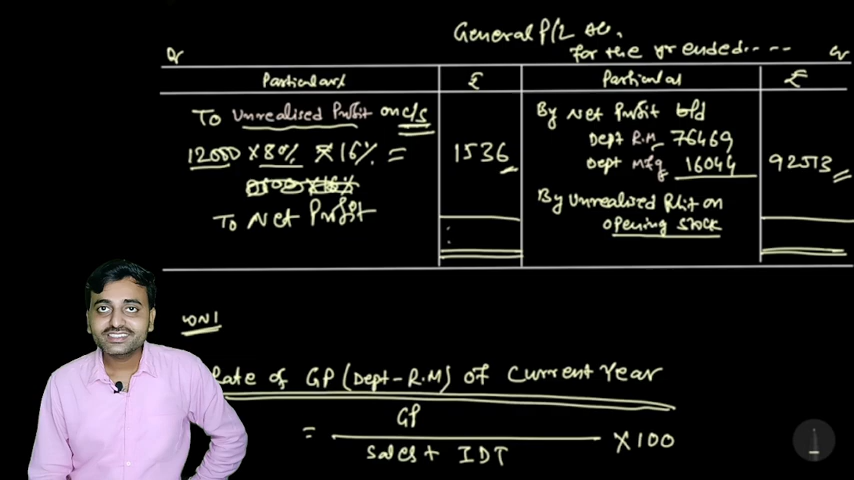 General P/L Ac.
for the yr ended.....
Dr
Cr
Particulars ₹ Particulars ₹
To Unrealised Profit on c/s
12000 × 80% × 16% = 1536
To Net Profit
By Net Profit b/d
Dept R.M 76469
Dept Mfg 16044 92513
By Unrealised Profit on
opening Stock
WN1
Rate of GP (Dept-R.M) of Current Year
= GP
Sales + IDT × 100